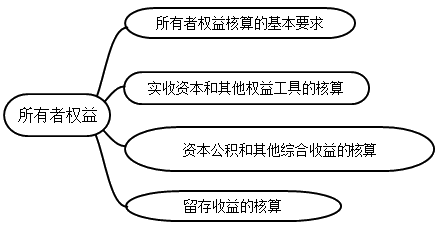 所有者权益核算的基本要求
实收资本和其他权益工具的核算
所有者权益
资本公积和其他综合收益的核算
留存收益的核算